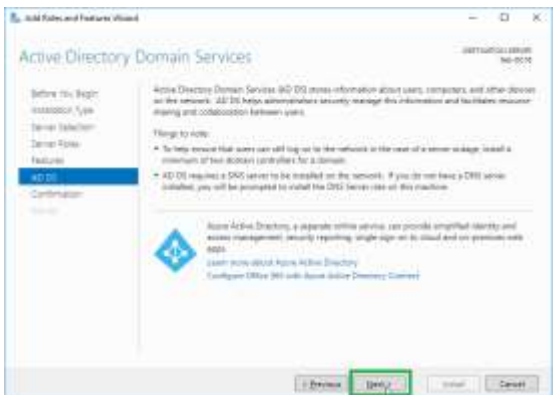 Add Roles and Features Wizard
Active Directory Domain Services
DESTINATION SERVER
Before You Begin
Installation Type
Server Selection
Server Roles
Features
AD DS
Confirmation
Results
Active Directory Domain Services (AD DS) stores information about users, computers, and other devices
on the network. AD DS helps administrators securely manage this information and facilitates resource
sharing and collaboration between users.
Things to note:
• To help ensure that users can still log on to the network in the case of a server outage, install a
minimum of two domain controllers for a domain.
• AD DS requires a DNS server to be installed on the network. If you do not have a DNS server
installed, you will be prompted to install the DNS Server role on this machine.
Azure Active Directory, a separate online service, can provide simplified identity and
access management, security reporting, single sign-on to cloud and on-premises web
apps.
Learn more about Azure Active Directory
Configure Office 365 with Azure Active Directory Connect
< Previous
Next >
Install
Cancel